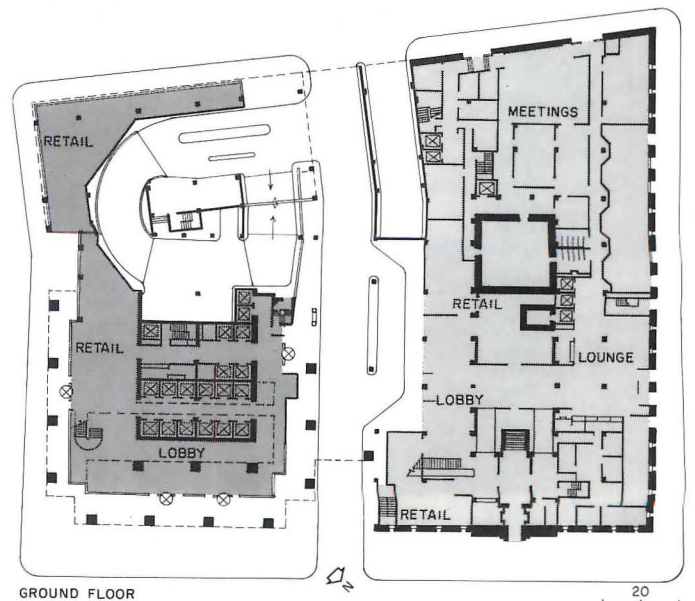 RETAIL
MEETINGS
RETAIL
RETAIL
LOUNGE
LOBBY
LOBBY
RETAIL
GROUND FLOOR
N
20